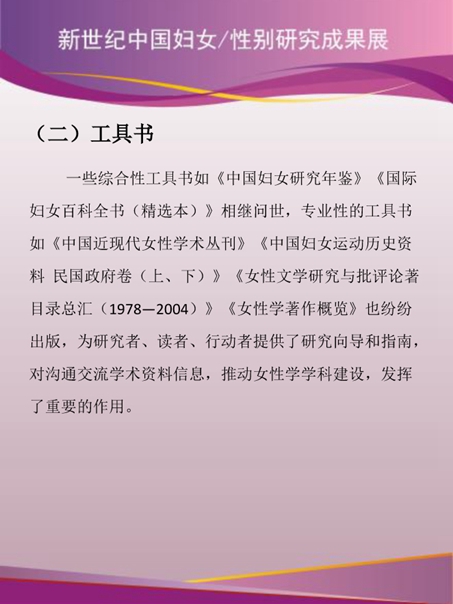 新世纪中国妇女/性别研究成果展
（二）工具书
一些综合性工具书如《中国妇女研究年鉴》《国际
妇女百科全书（精选本）》相继问世，专业性的工具书
如《中国近现代女性学术丛刊》《中国妇女运动历史资
料 民国政府卷（上、下）》《女性文学研究与批评论著
目录总汇（1978—2004）》《女性学著作概览》也纷纷
出版，为研究者、读者、行动者提供了研究向导和指南，
对沟通交流学术资料信息，推动女性学学科建设，发挥
了重要的作用。